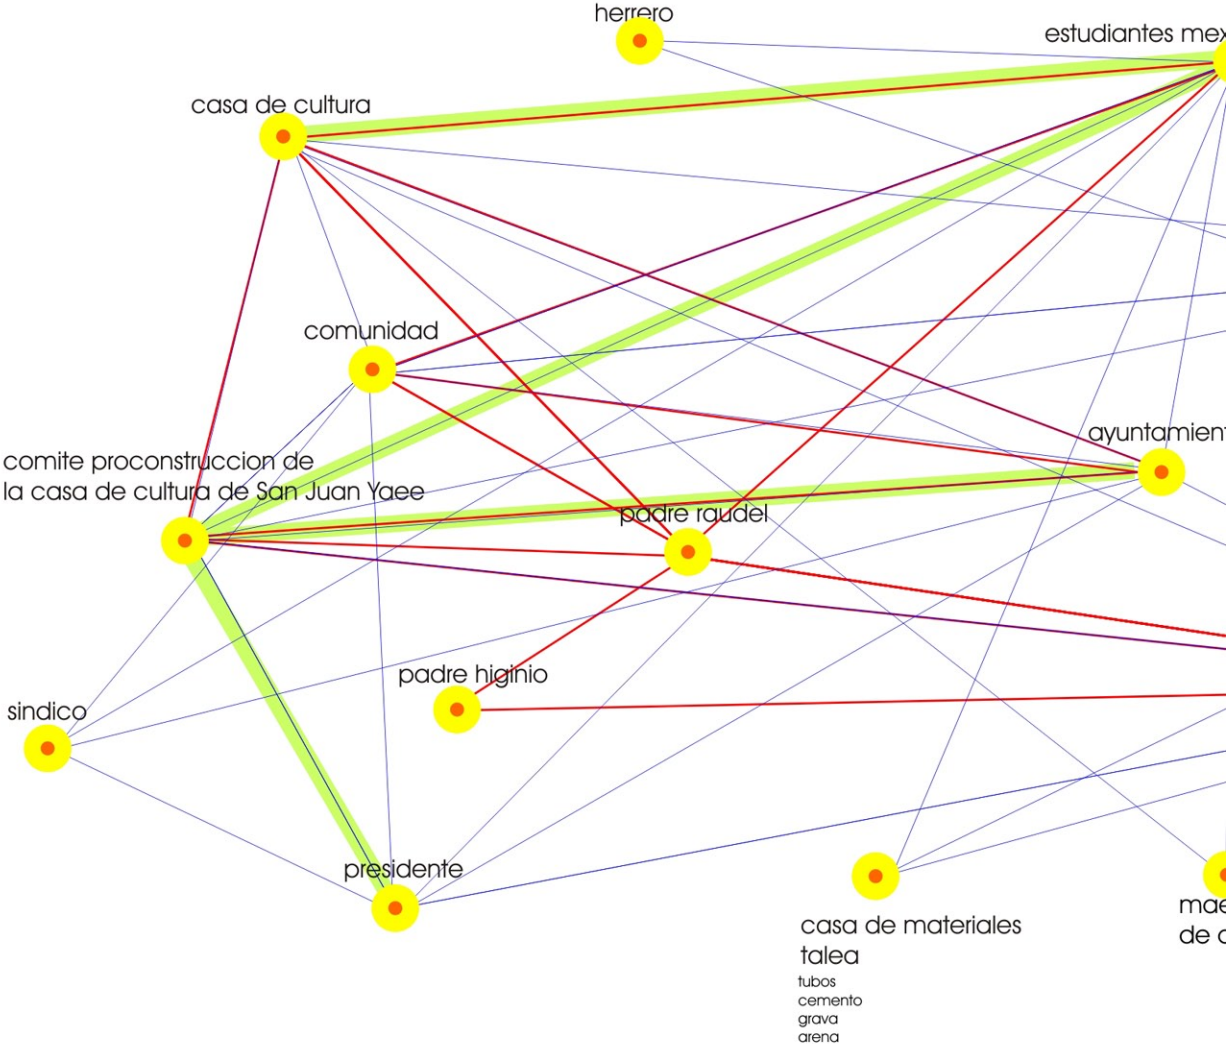 herrero
estudiantes mex
casa de cultura
comunidad
ayuntamient
comite proconstruccion de
la casa de cultura de San Juan Yaee
padre raudel
padre higinio
sindico
presidente
casa de materiales
talea
tubos
cemento
grava
arena
mae
de c